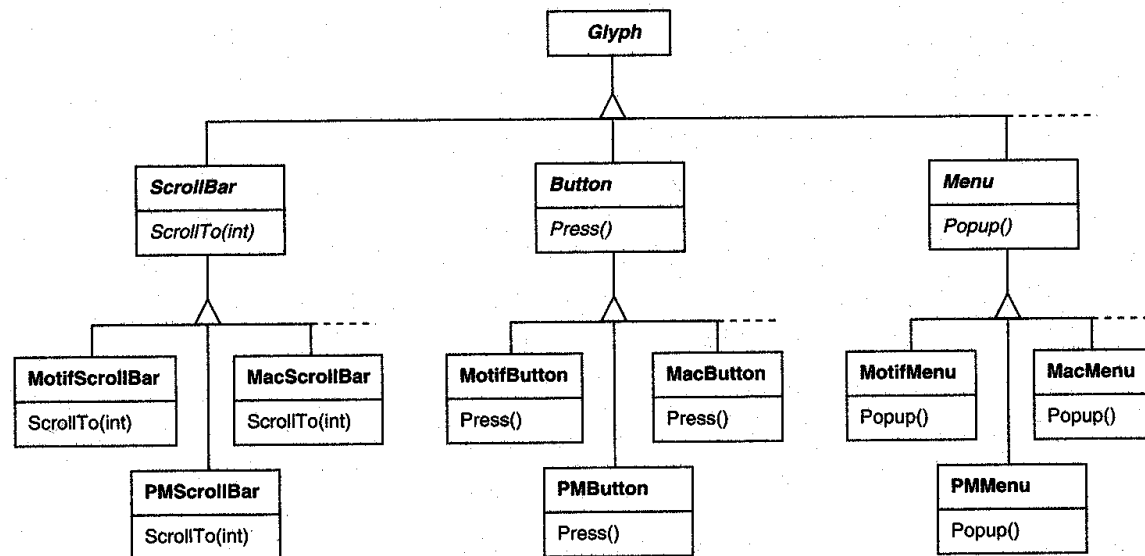 Glyph
ScrollBar
ScrollTo(int)
Button
Press()
Menu
Popup()
MotifScrollBar
ScrollTo(int)
MacScrollBar
ScrollTo(int)
PMScrollBar
ScrollTo(int)
MotifButton
Press()
MacButton
Press()
PMButton
Press()
MotifMenu
Popup()
MacMenu
Popup()
PMMenu
Popup()